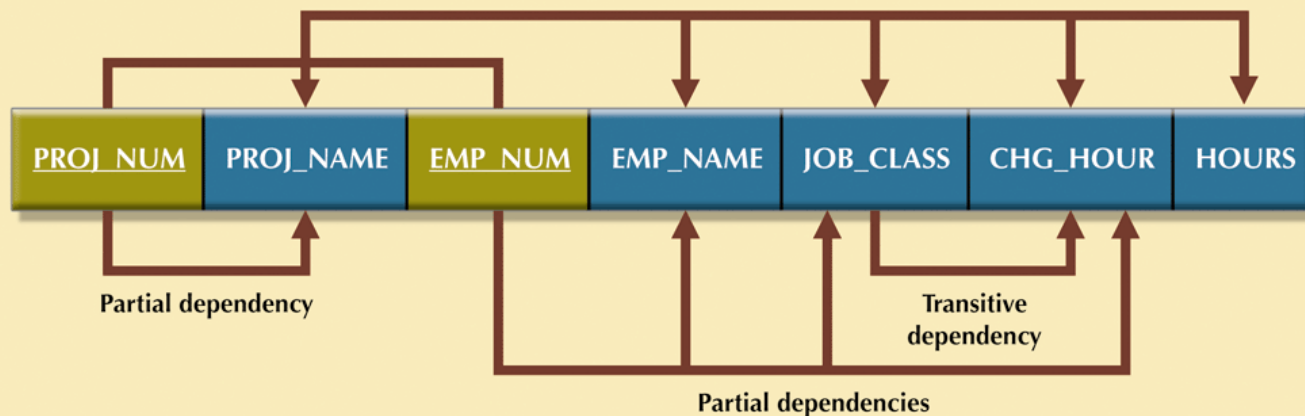 PROJ_NUM PROJ_NAME EMP_NUM EMP_NAME JOB_CLASS CHG_HOUR HOURS
Partial dependency
Transitive
dependency
Partial dependencies